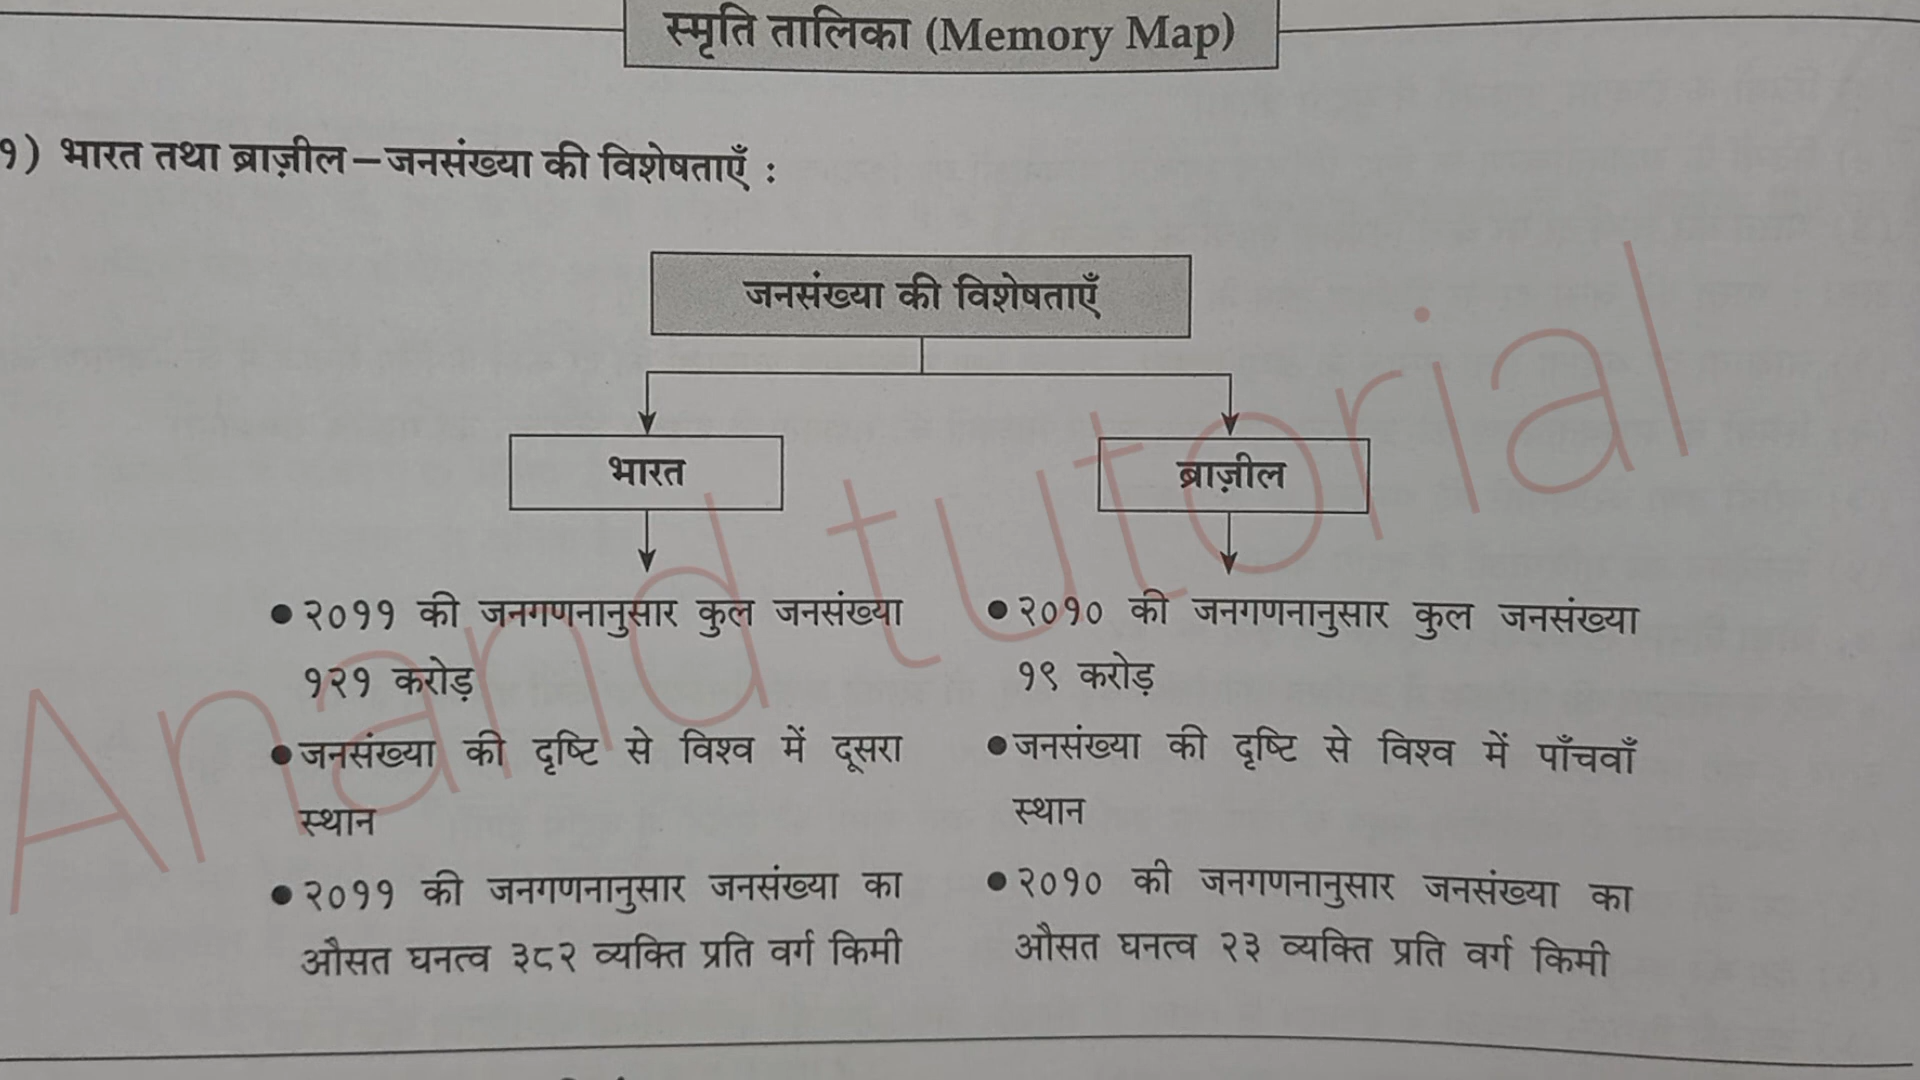 स्मृति तालिका (Memory Map)
१) भारत तथा ब्राज़ील – जनसंख्या की विशेषताएँ :
जनसंख्या की विशेषताएँ
भारत
ब्राज़ील
● २०११ की जनगणनानुसार कुल जनसंख्या
१२१ करोड़
● जनसंख्या की दृष्टि से विश्व में दूसरा
स्थान
● २०११ की जनगणनानुसार जनसंख्या का
औसत घनत्व ३८२ व्यक्ति प्रति वर्ग किमी
● २०१० की जनगणनानुसार कुल जनसंख्या
१९ करोड़
● जनसंख्या की दृष्टि से विश्व में पाँचवाँ
स्थान
● २०१० की जनगणनानुसार जनसंख्या का
औसत घनत्व २३ व्यक्ति प्रति वर्ग किमी
Anand tutorial